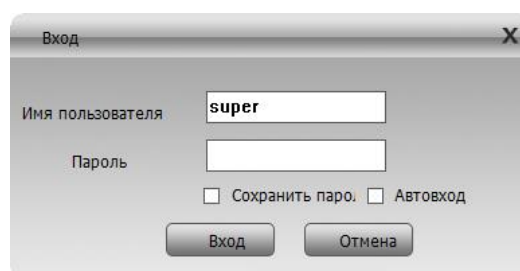 Вход X
Имя пользователя super
Пароль
Сохранить паро. Автовход
Вход Отмена